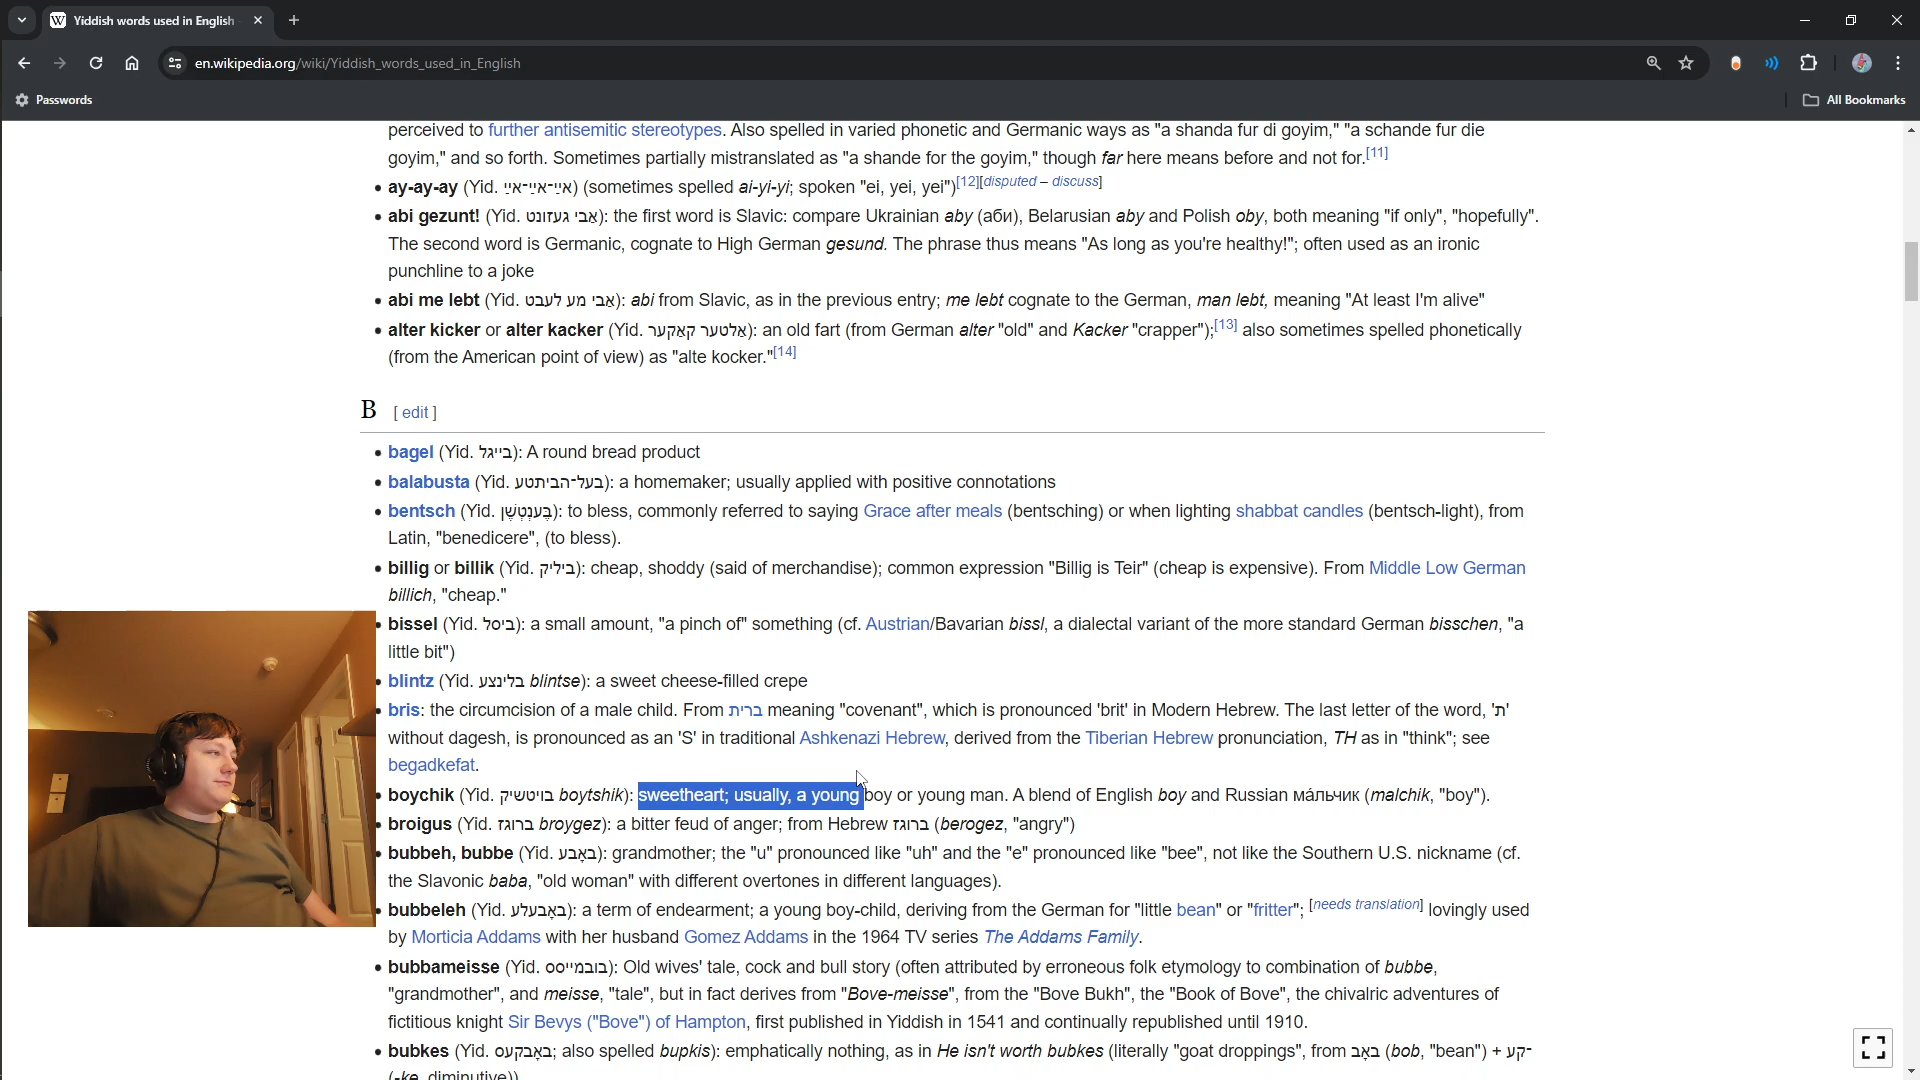 Yiddish words used in English
en.wikipedia.org/wiki/Yiddish_words_used_in_English
Passwords
All Bookmarks
perceived to further antisemitic stereotypes. Also spelled in varied phonetic and Germanic ways as "a shanda fur di goyim," "a schande fur die
goyim," and so forth. Sometimes partially mistranslated as "a shande for the goyim," though far here means before and not for.[11]
• ay-ay-ay (Yid. אײַ־אײַ־אײַ) (sometimes spelled ai-yi-yi; spoken "ei, yei, yei")[12][disputed – discuss]
• abi gezunt! (Yid. אַבי געזונט): the first word is Slavic: compare Ukrainian aby (аби), Belarusian aby and Polish oby, both meaning "if only", "hopefully".
The second word is Germanic, cognate to High German gesund. The phrase thus means "As long as you're healthy!"; often used as an ironic
punchline to a joke
• abi me lebt (Yid. אַבי מע לעבט): abi from Slavic, as in the previous entry; me lebt cognate to the German, man lebt, meaning "At least I'm alive"
• alter kicker or alter kacker (Yid. אַלטער קאַקער): an old fart (from German alter "old" and Kacker "crapper");[13] also sometimes spelled phonetically
(from the American point of view) as "alte kocker."[14]
B [ edit ]
• bagel (Yid. בייגל): A round bread product
• balabusta (Yid. בעל־הביתטע): a homemaker; usually applied with positive connotations
• bentsch (Yid. בֶּענְטְשְׁן): to bless, commonly referred to saying Grace after meals (bentsching) or when lighting shabbat candles (bentsch-light), from
Latin, "benedicere", (to bless).
• billig or billik (Yid. ביליק): cheap, shoddy (said of merchandise); common expression "Billig is Teir" (cheap is expensive). From Middle Low German
billich, "cheap."
• bissel (Yid. ביסל): a small amount, "a pinch of" something (cf. Austrian/Bavarian bissl, a dialectal variant of the more standard German bisschen, "a
little bit")
• blintz (Yid. בלינצע blintse): a sweet cheese-filled crepe
• bris: the circumcision of a male child. From ברית meaning "covenant", which is pronounced 'brit' in Modern Hebrew. The last letter of the word, 'ת'
without dagesh, is pronounced as an 'S' in traditional Ashkenazi Hebrew, derived from the Tiberian Hebrew pronunciation, TH as in "think"; see
begadkefat.
• boychik (Yid. בויטשיק boytshik): sweetheart; usually, a young boy or young man. A blend of English boy and Russian ма́льчик (malchik, "boy").
• broigus (Yid. ברוגז broygez): a bitter feud of anger; from Hebrew ברוגז (berogez, "angry")
• bubbeh, bubbe (Yid. באָבע): grandmother; the "u" pronounced like "uh" and the "e" pronounced like "bee", not like the Southern U.S. nickname (cf.
the Slavonic baba, "old woman" with different overtones in different languages).
• bubbeleh (Yid. באָבעלע): a term of endearment; a young boy-child, deriving from the German for "little bean" or "fritter"; [needs translation] lovingly used
by Morticia Addams with her husband Gomez Addams in the 1964 TV series The Addams Family.
• bubbameisse (Yid. בובמייסס): Old wives' tale, cock and bull story (often attributed by erroneous folk etymology to combination of bubbe,
"grandmother", and meisse, "tale", but in fact derives from "Bove-meisse", from the "Bove Bukh", the "Book of Bove", the chivalric adventures of
fictitious knight Sir Bevys ("Bove") of Hampton, first published in Yiddish in 1541 and continually republished until 1910.
• bubkes (Yid. באָבקעס; also spelled bupkis): emphatically nothing, as in He isn't worth bubkes (literally "goat droppings", from באָב (bob, "bean") + קע-
(-ke, diminutive))